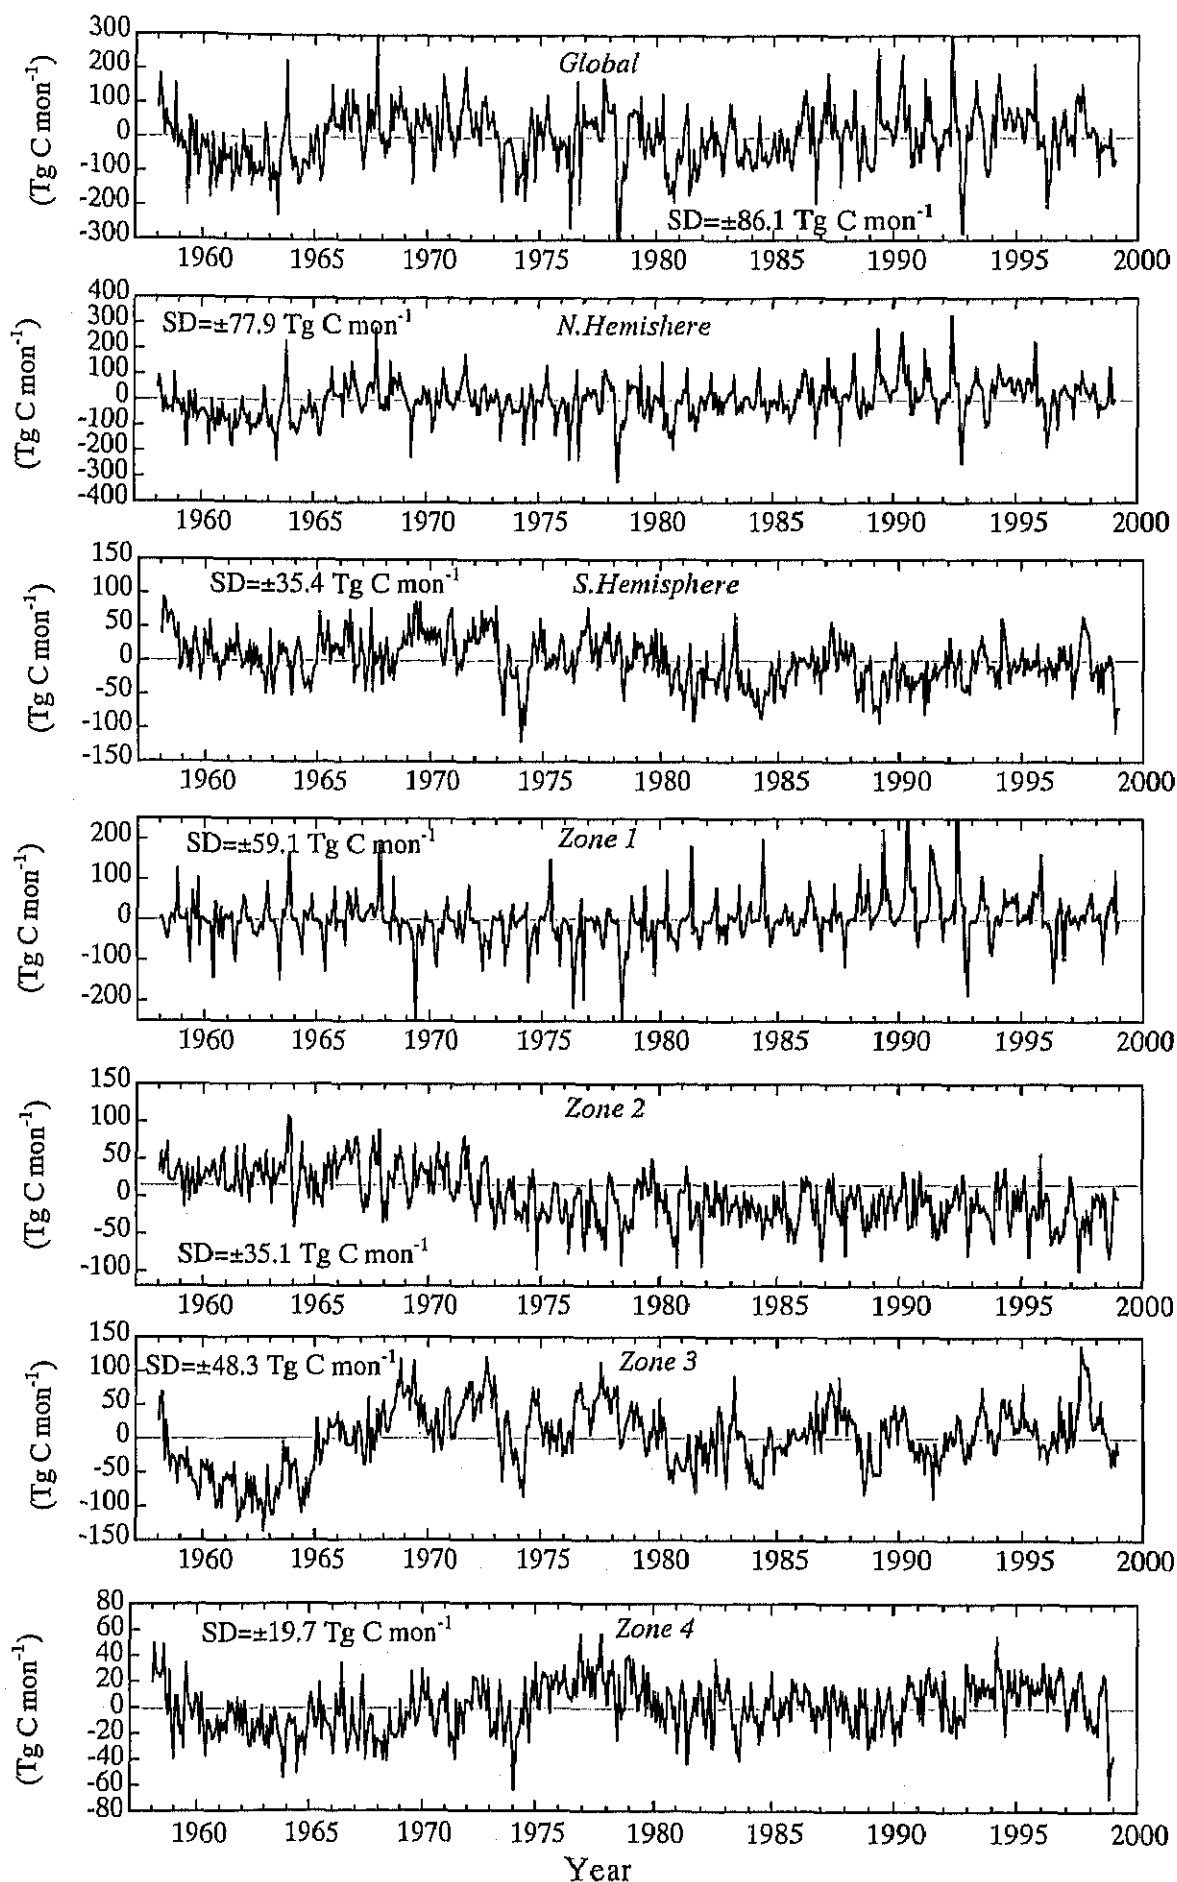 300
200
100
0
-100
-200
-300
(Tg C mon-1)
Global
SD=±86.1 Tg C mon-1
1960 1965 1970 1975 1980 1985 1990 1995 2000
400
300
200
100
0
-100
-200
-300
-400
(Tg C mon-1)
SD=±77.9 Tg C mon-1
N.Hemishere
1960 1965 1970 1975 1980 1985 1990 1995 2000
150
100
50
0
-50
-100
-150
(Tg C mon-1)
SD=±35.4 Tg C mon-1
S.Hemisphere
1960 1965 1970 1975 1980 1985 1990 1995 2000
200
100
0
-100
-200
(Tg C mon-1)
SD=±59.1 Tg C mon-1
Zone 1
1960 1965 1970 1975 1980 1985 1990 1995 2000
150
100
50
0
-50
-100
(Tg C mon-1)
Zone 2
SD=±35.1 Tg C mon-1
1960 1965 1970 1975 1980 1985 1990 1995 2000
150
100
50
0
-50
-100
-150
(Tg C mon-1)
SD=±48.3 Tg C mon-1
Zone 3
1960 1965 1970 1975 1980 1985 1990 1995 2000
80
60
40
20
0
-20
-40
-60
-80
(Tg C mon-1)
SD=±19.7 Tg C mon-1
Zone 4
1960 1965 1970 1975 1980 1985 1990 1995 2000
Year